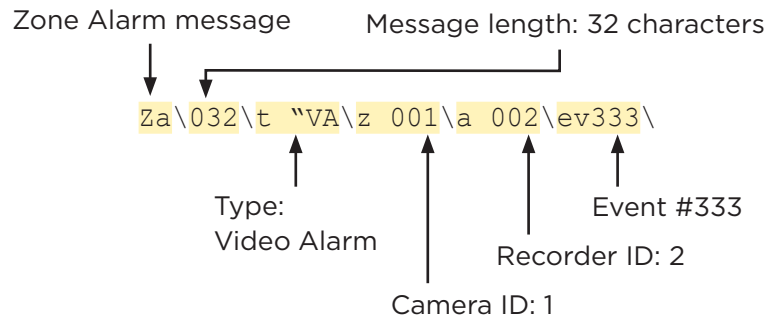 Zone Alarm message
Message length: 32 characters
Za\032\t “VA\z 001\a 002\ev333\
Type:
Video Alarm
Event #333
Recorder ID: 2
Camera ID: 1